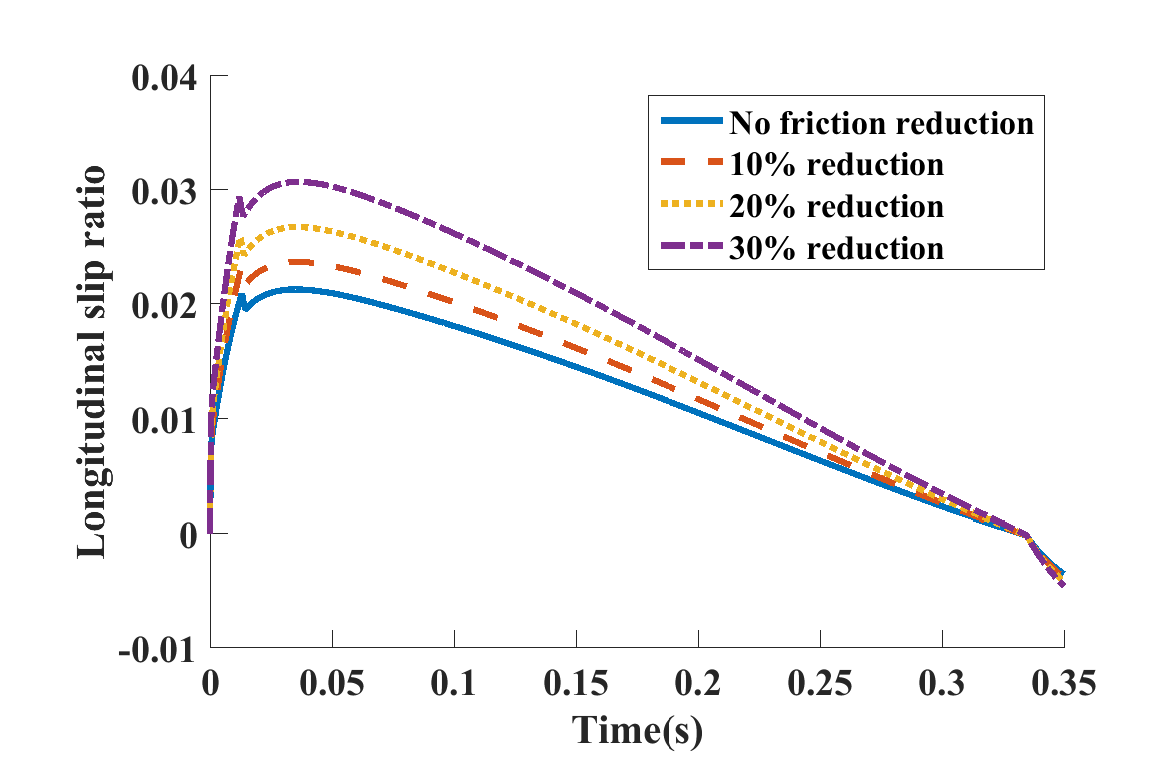 0.04
0.03
0.02
0.01
0
-0.01
Longitudinal slip ratio
No friction reduction
10% reduction
20% reduction
30% reduction
0 0.05 0.1 0.15 0.2 0.25 0.3 0.35
Time(s)